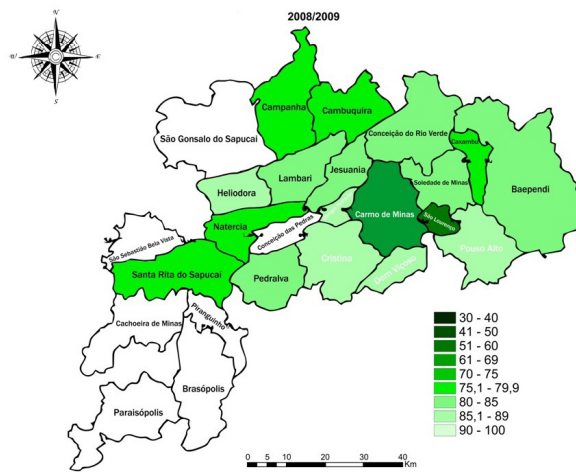 2008/2009
N
Æ
S
Campanha
Cambuquira
São Gonsalo do Sapucai
Conceição do Rio Verde
Caxambu
Jesuania
Lambari
Heliodora
Soledade de Minas
Baependi
Carmo de Minas
São Lourenço
Natercia
Conceição das Pedras
São Sebastião Bela Vista
Pouso Alto
Cristina
Dom Viçoso
Santa Rita do Sapucaí
Pedralva
Piranguinho
Cachoeira de Minas
Brasópolis
Paraisópolis
30 - 40
41 - 50
51 - 60
61 - 69
70 - 75
75,1 - 79,9
80 - 85
85,1 - 89
90 - 100
0 5 10 20 30 40
Km